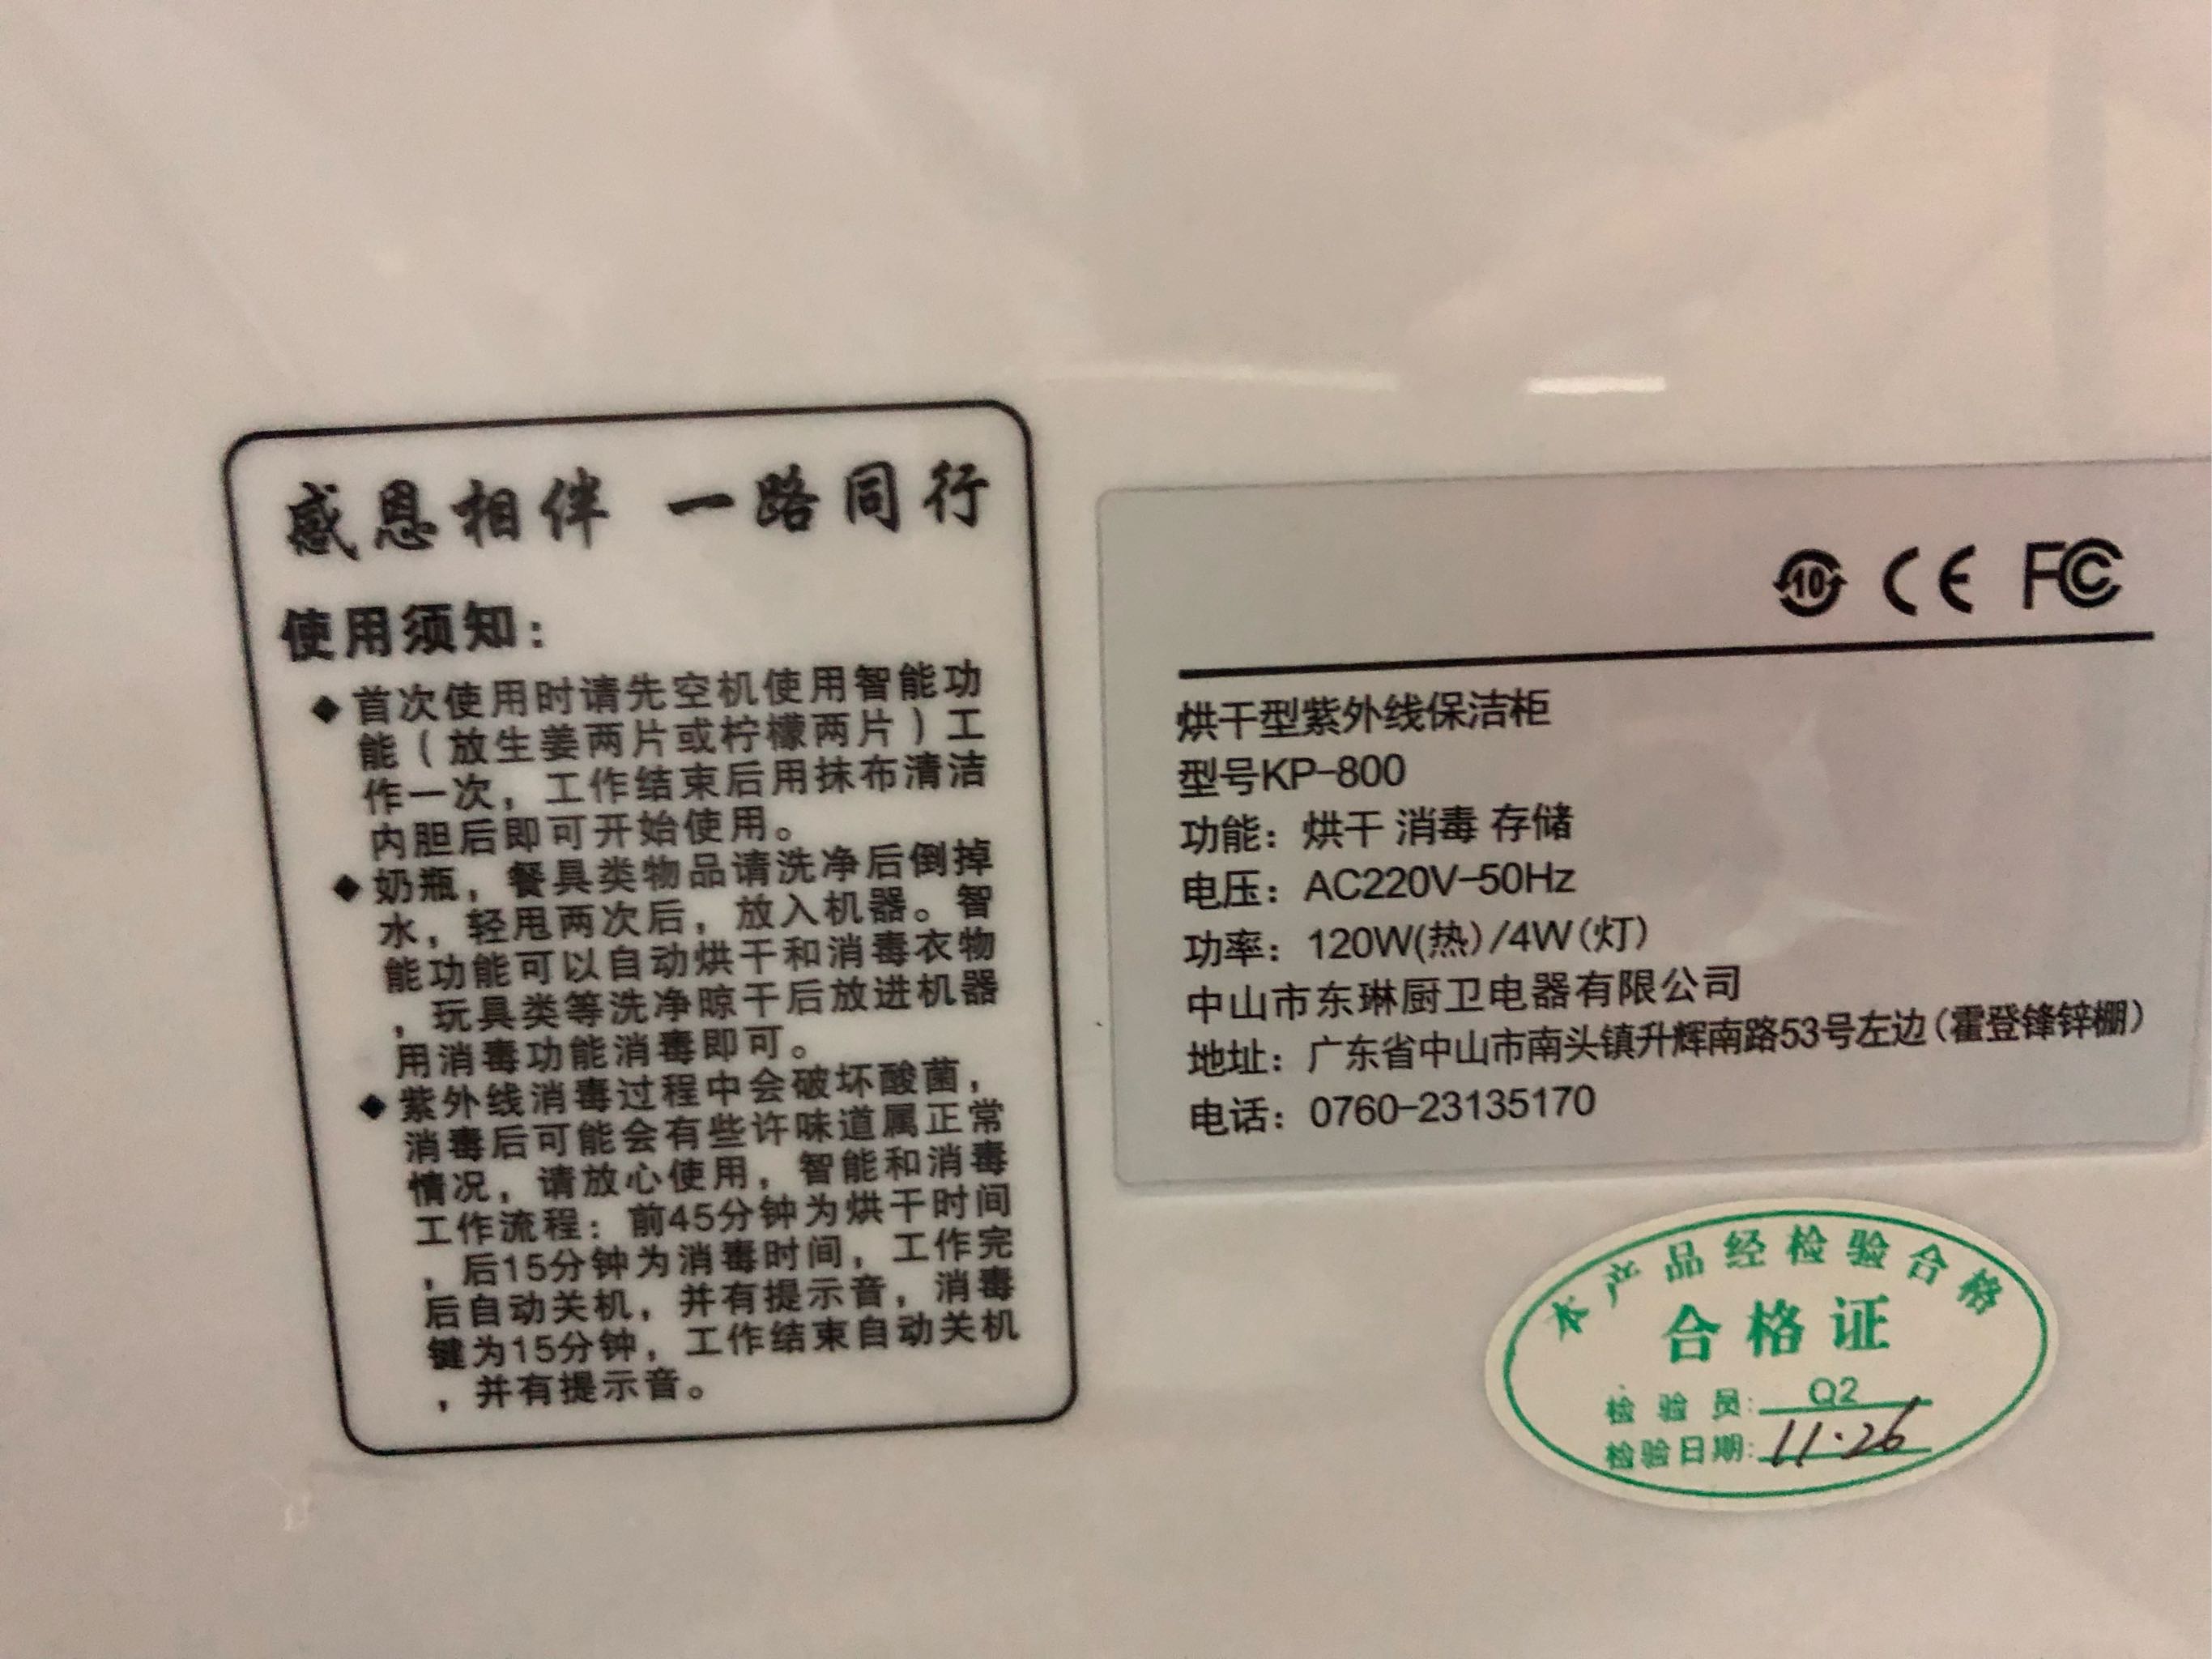 感恩相伴 一路同行
使用须知：
◆首次使用时请先空机使用智能功
能（放生姜两片或柠檬两片）工
作一次，工作结束后用抹布清洁
内胆后即可开始使用。
◆奶瓶，餐具类物品请洗净后倒掉
水，轻甩两次后，放入机器。智
能功能可以自动烘干和消毒衣物
，玩具类等洗净晾干后放进机器
用消毒功能消毒即可。
◆紫外线消毒过程中会破坏酸菌，
消毒后可能会有些许味道属正常
情况，请放心使用，智能和消毒
工作流程：前45分钟为烘干时间
，后15分钟为消毒时间，工作完
后自动关机，并有提示音，消毒
键为15分钟，工作结束自动关机
，并有提示音。
10 CE FC
烘干型紫外线保洁柜
型号KP-800
功能：烘干 消毒 存储
电压：AC220V-50Hz
功率：120W(热)/4W(灯)
中山市东琳厨卫电器有限公司
地址：广东省中山市南头镇升辉南路53号左边(霍登锋锌棚)
电话：0760-23135170
本产品经检验合格
合格证
检验员：Q2
检验日期：11·26